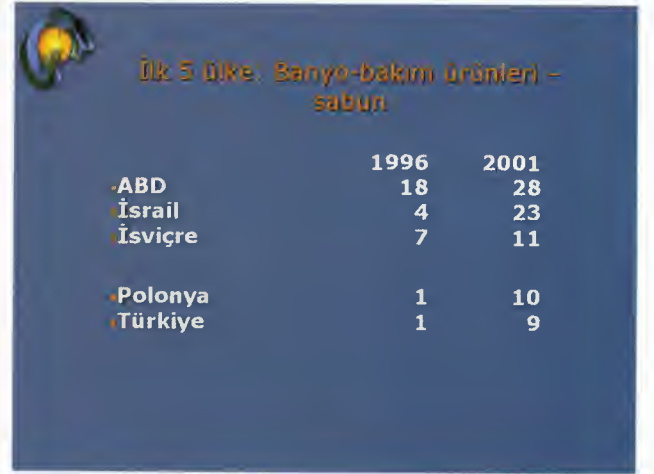 İlk 5 ülke: Banyo-bakım ürünleri –
sabun
1996 2001
ABD 18 28
İsrail 4 23
İsviçre 7 11
Polonya 1 10
Türkiye 1 9